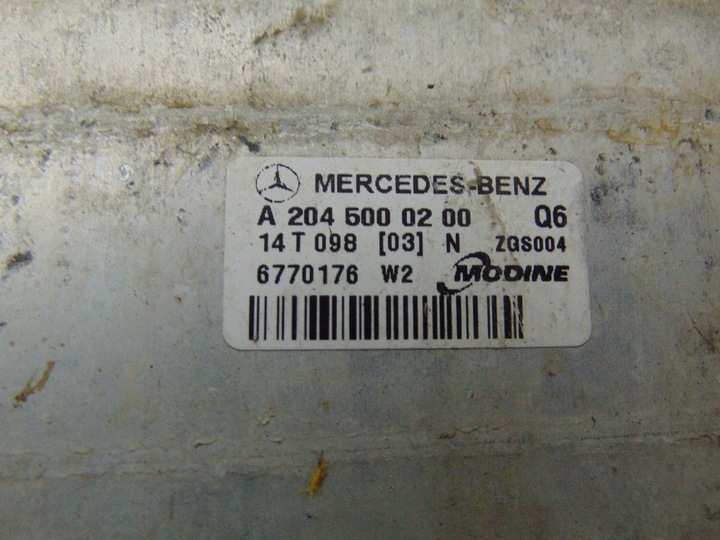 MERCEDES-BENZ
A 204 500 02 00 Q6
14 T 098 [03] N ZGS004
6770176 W2 MODINE